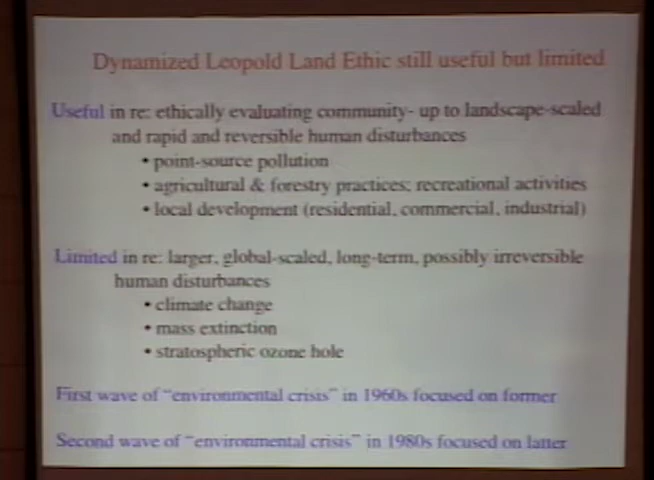 Dynamized Leopold Land Ethic still useful but limited
Useful in re: ethically evaluating community- up to landscape-scaled
and rapid and reversible human disturbances
• point-source pollution
• agricultural & forestry practices; recreational activities
• local development (residential, commercial, industrial)
Limited in re: larger, global-scaled, long-term, possibly irreversible
human disturbances
• climate change
• mass extinction
• stratospheric ozone hole
First wave of "environmental crisis" in 1960s focused on former
Second wave of "environmental crisis" in 1980s focused on latter